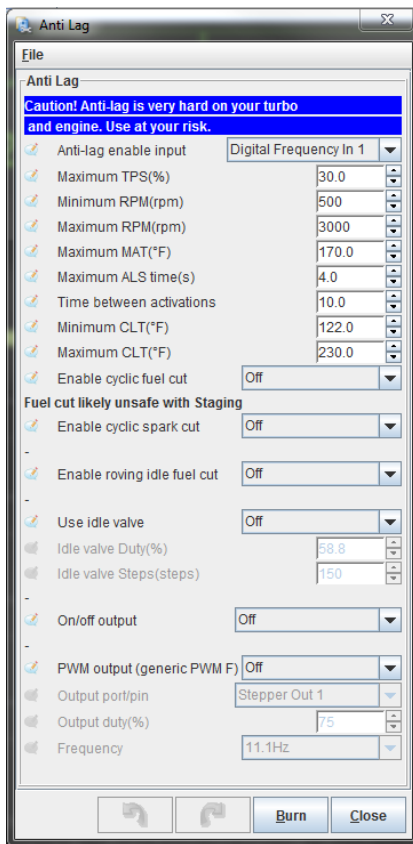 Anti Lag
File
Anti Lag
Caution! Anti-lag is very hard on your turbo
and engine. Use at your risk.
Anti-lag enable input Digital Frequency In 1
Maximum TPS(%) 30.0
Minimum RPM(rpm) 500
Maximum RPM(rpm) 3000
Maximum MAT(°F) 170.0
Maximum ALS time(s) 4.0
Time between activations 10.0
Minimum CLT(°F) 122.0
Maximum CLT(°F) 230.0
Enable cyclic fuel cut Off
Fuel cut likely unsafe with Staging
Enable cyclic spark cut Off
-
Enable roving idle fuel cut Off
-
Use idle valve Off
Idle valve Duty(%) 58.8
Idle valve Steps(steps) 150
-
On/off output Off
-
PWM output (generic PWM F) Off
Output port/pin Stepper Out 1
Output duty(%) 75
Frequency 11.1Hz
Burn Close